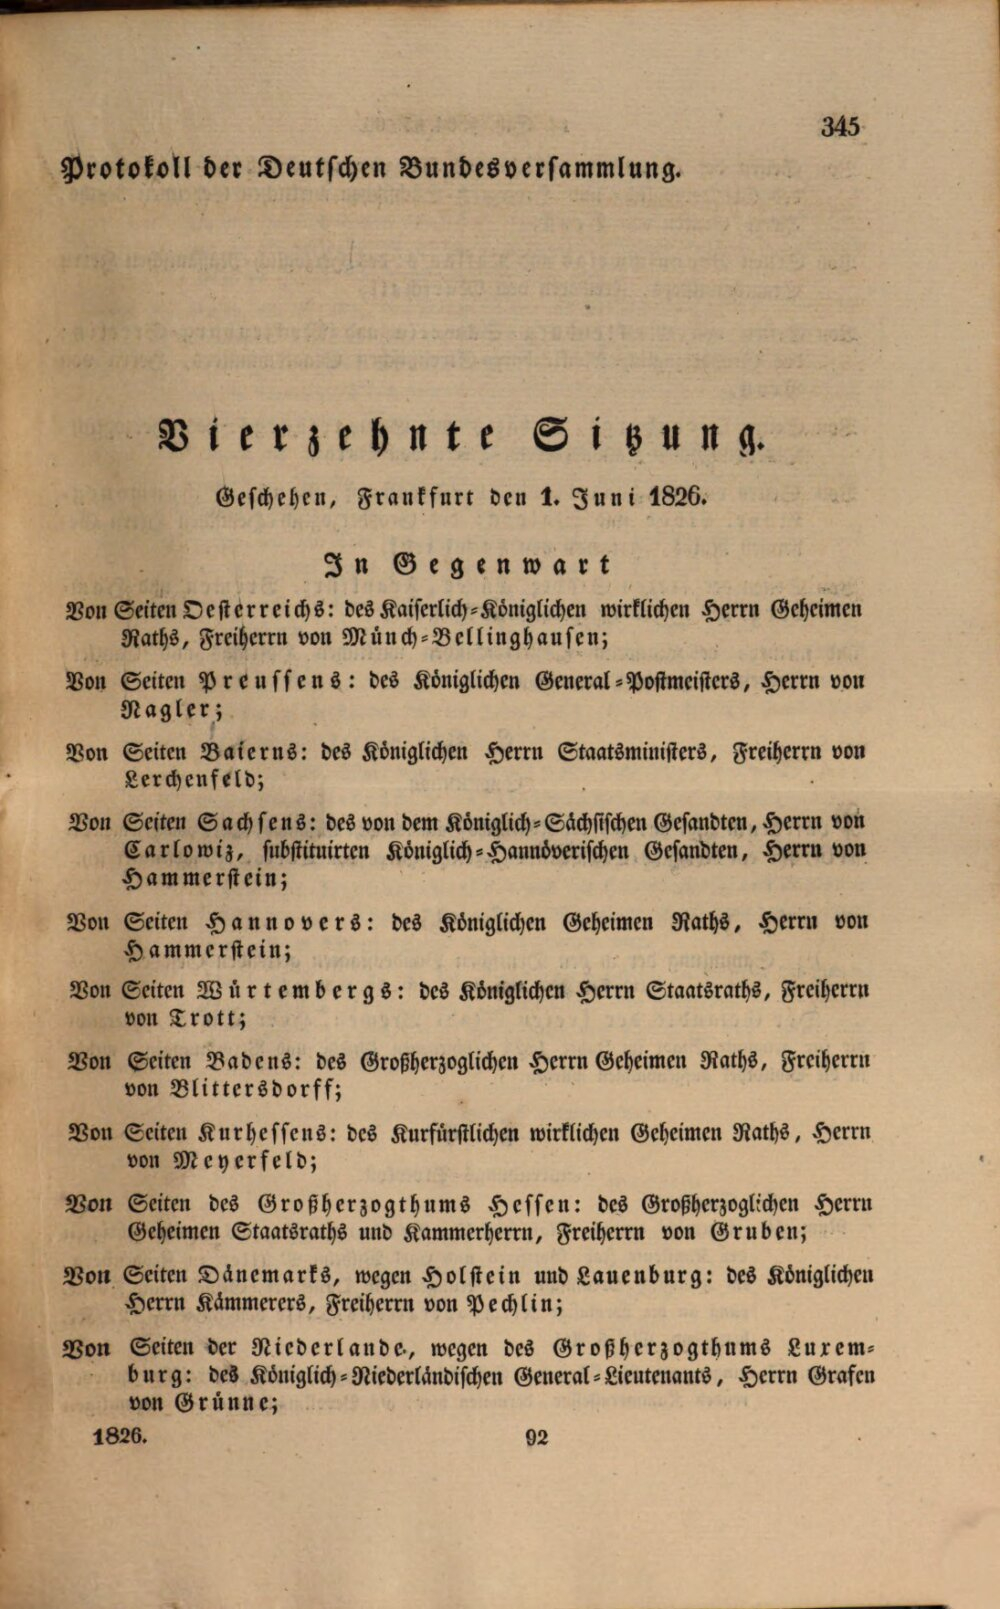 345
Protokoll der Deutschen Bundesversammlung.
Vierzehnte Sitzung.
Geschehen, Frankfurt den 1. Juni 1826.
In Gegenwart
Von Seiten Oesterreichs: des Kaiserlich-Königlichen wirklichen Herrn Geheimen
Raths, Freiherrn von Münch-Bellinghausen;
Von Seiten Preussens: des Königlichen General-Postmeisters, Herrn von
Nagler;
Von Seiten Baierns: des Königlichen Herrn Staatsministers, Freiherrn von
Lerchenfeld;
Von Seiten Sachsens: des von dem Königlich-Sächsischen Gesandten, Herrn von
Carlowiz, substituirten Königlich-Hannöverischen Gesandten, Herrn von
Hammerstein;
Von Seiten Hannovers: des Königlichen Geheimen Raths, Herrn von
Hammerstein;
Von Seiten Würtembergs: des Königlichen Herrn Staatsraths, Freiherrn
von Trott;
Von Seiten Badens: des Großherzoglichen Herrn Geheimen Raths, Freiherrn
von Blittersdorff;
Von Seiten Kurhessens: des Kurfürstlichen wirklichen Geheimen Raths, Herrn
von Meyerfeld;
Von Seiten des Großherzogthums Hessen: des Großherzoglichen Herrn
Geheimen Staatsraths und Kammerherrn, Freiherrn von Gruben;
Von Seiten Dänemarks, wegen Holstein und Lauenburg: des Königlichen
Herrn Kämmerers, Freiherrn von Pechlin;
Von Seiten der Niederlande, wegen des Großherzogthums Luxem-
burg: des Königlich-Niederländischen General-Lieutenants, Herrn Grafen
von Grünne;
1826. 92